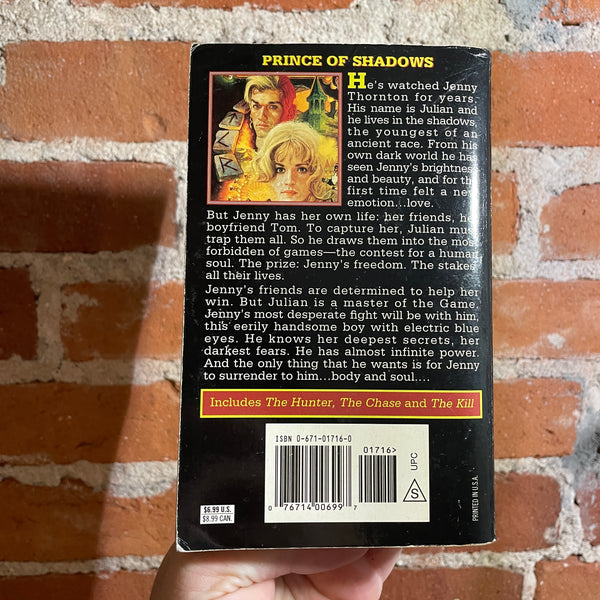 PRINCE OF SHADOWS
He's watched Jenny
Thornton for years.
His name is Julian and
he lives in the shadows,
the youngest of an
ancient race. From his
own dark world he has
seen Jenny's brightness
and beauty, and for the
first time felt a new
emotion...love.
But Jenny has her own life: her friends, her
boyfriend Tom. To capture her, Julian must
trap them all. So he draws them into the most
forbidden of games—the contest for a human
soul. The prize: Jenny's freedom. The stakes:
all their lives.
Jenny's friends are determined to help her
win. But Julian is a master of the Game.
Jenny's most desperate fight will be with him,
this eerily handsome boy with electric blue
eyes. He knows her deepest secrets, her
darkest fears. He has almost infinite power.
And the only thing that he wants is for Jenny
to surrender to him...body and soul....
Includes The Hunter, The Chase and The Kill
ISBN 0-671-01716-0
01716>
0 76714 00699 7
S
UPC
$6.99 U.S.
$8.99 CAN.
PRINTED IN U.S.A.